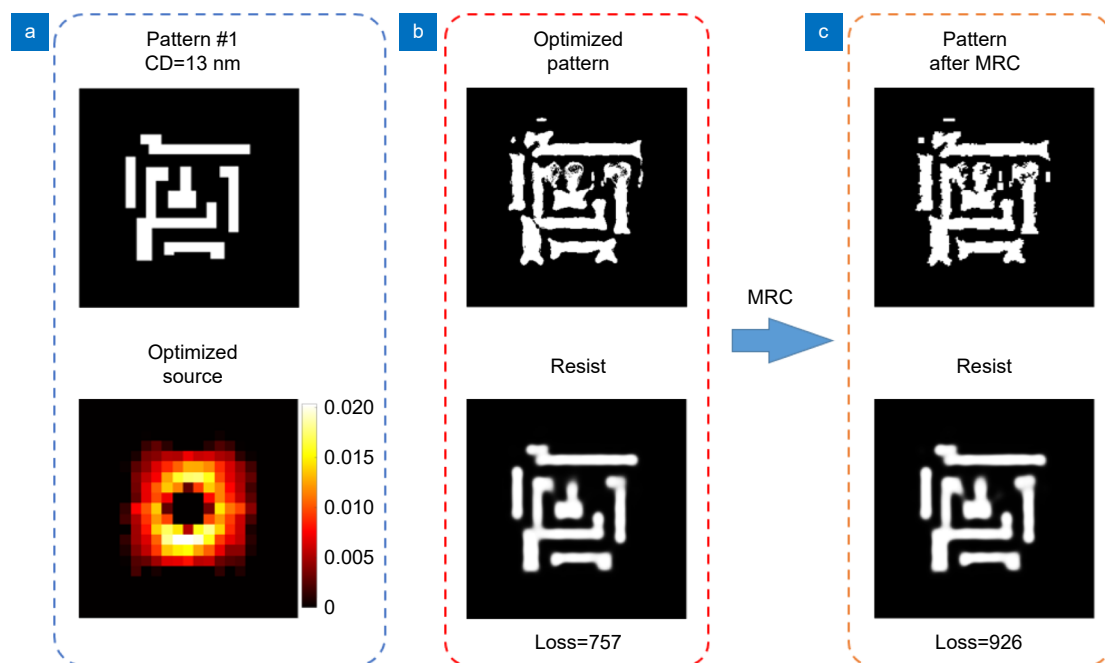 a
Pattern #1
CD=13 nm
Optimized
source
0.020
0.015
0.010
0.005
0
b
Optimized
pattern
Resist
Loss=757
MRC
c
Pattern
after MRC
Resist
Loss=926